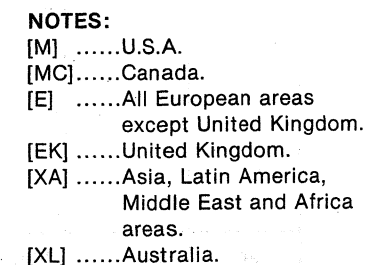 NOTES:
[M] ......U.S.A.
[MC]......Canada.
[E] ......All European areas
except United Kingdom.
[EK] ......United Kingdom.
[XA] ......Asia, Latin America,
Middle East and Africa
areas.
[XL] ......Australia.